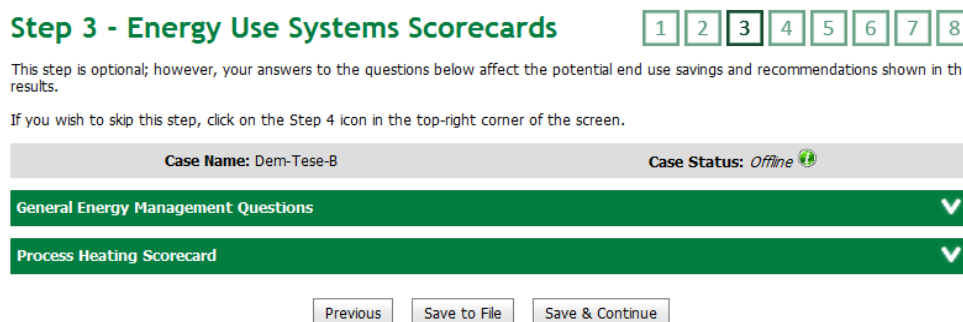 Step 3 - Energy Use Systems Scorecards
1 2 3 4 5 6 7 8
This step is optional; however, your answers to the questions below affect the potential end use savings and recommendations shown in th
results.
If you wish to skip this step, click on the Step 4 icon in the top-right corner of the screen.
Case Name: Dem-Tese-B Case Status: Offline
General Energy Management Questions
Process Heating Scorecard
Previous Save to File Save & Continue